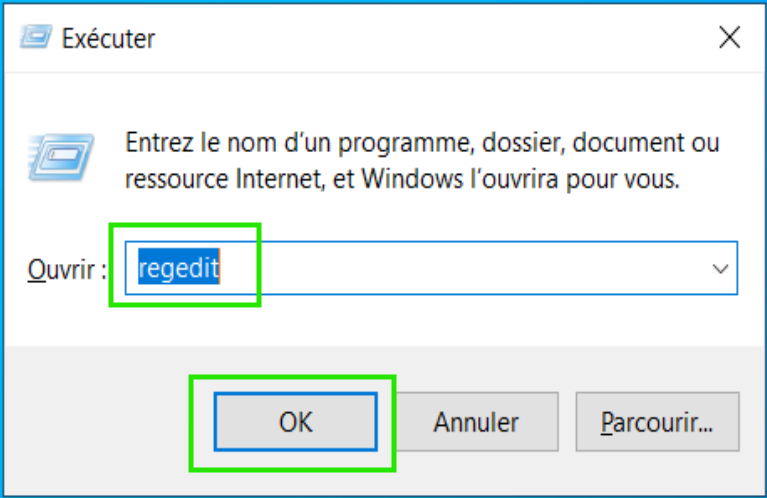 Exécuter
Entrez le nom d'un programme, dossier, document ou
ressource Internet, et Windows l'ouvrira pour vous.
Ouvrir : regedit
OK Annuler Parcourir...